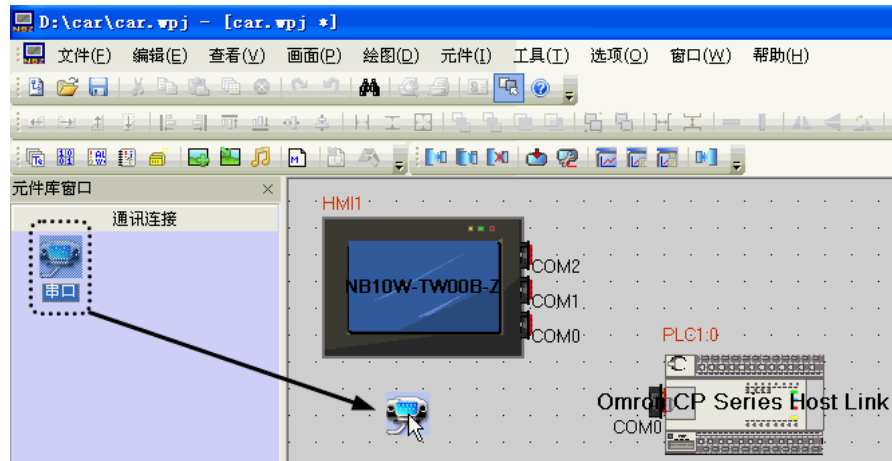 D:\car\car.wpj - [car.wpj *]
文件(F) 编辑(E) 查看(V) 画面(P) 绘图(D) 元件(I) 工具(T) 选项(O) 窗口(W) 帮助(H)
元件库窗口
通讯连接
串口
HMI1
NB10W-TW00B-Z
COM2
COM1
COM0
PLC1:0
Omron CP Series Host Link
COM0